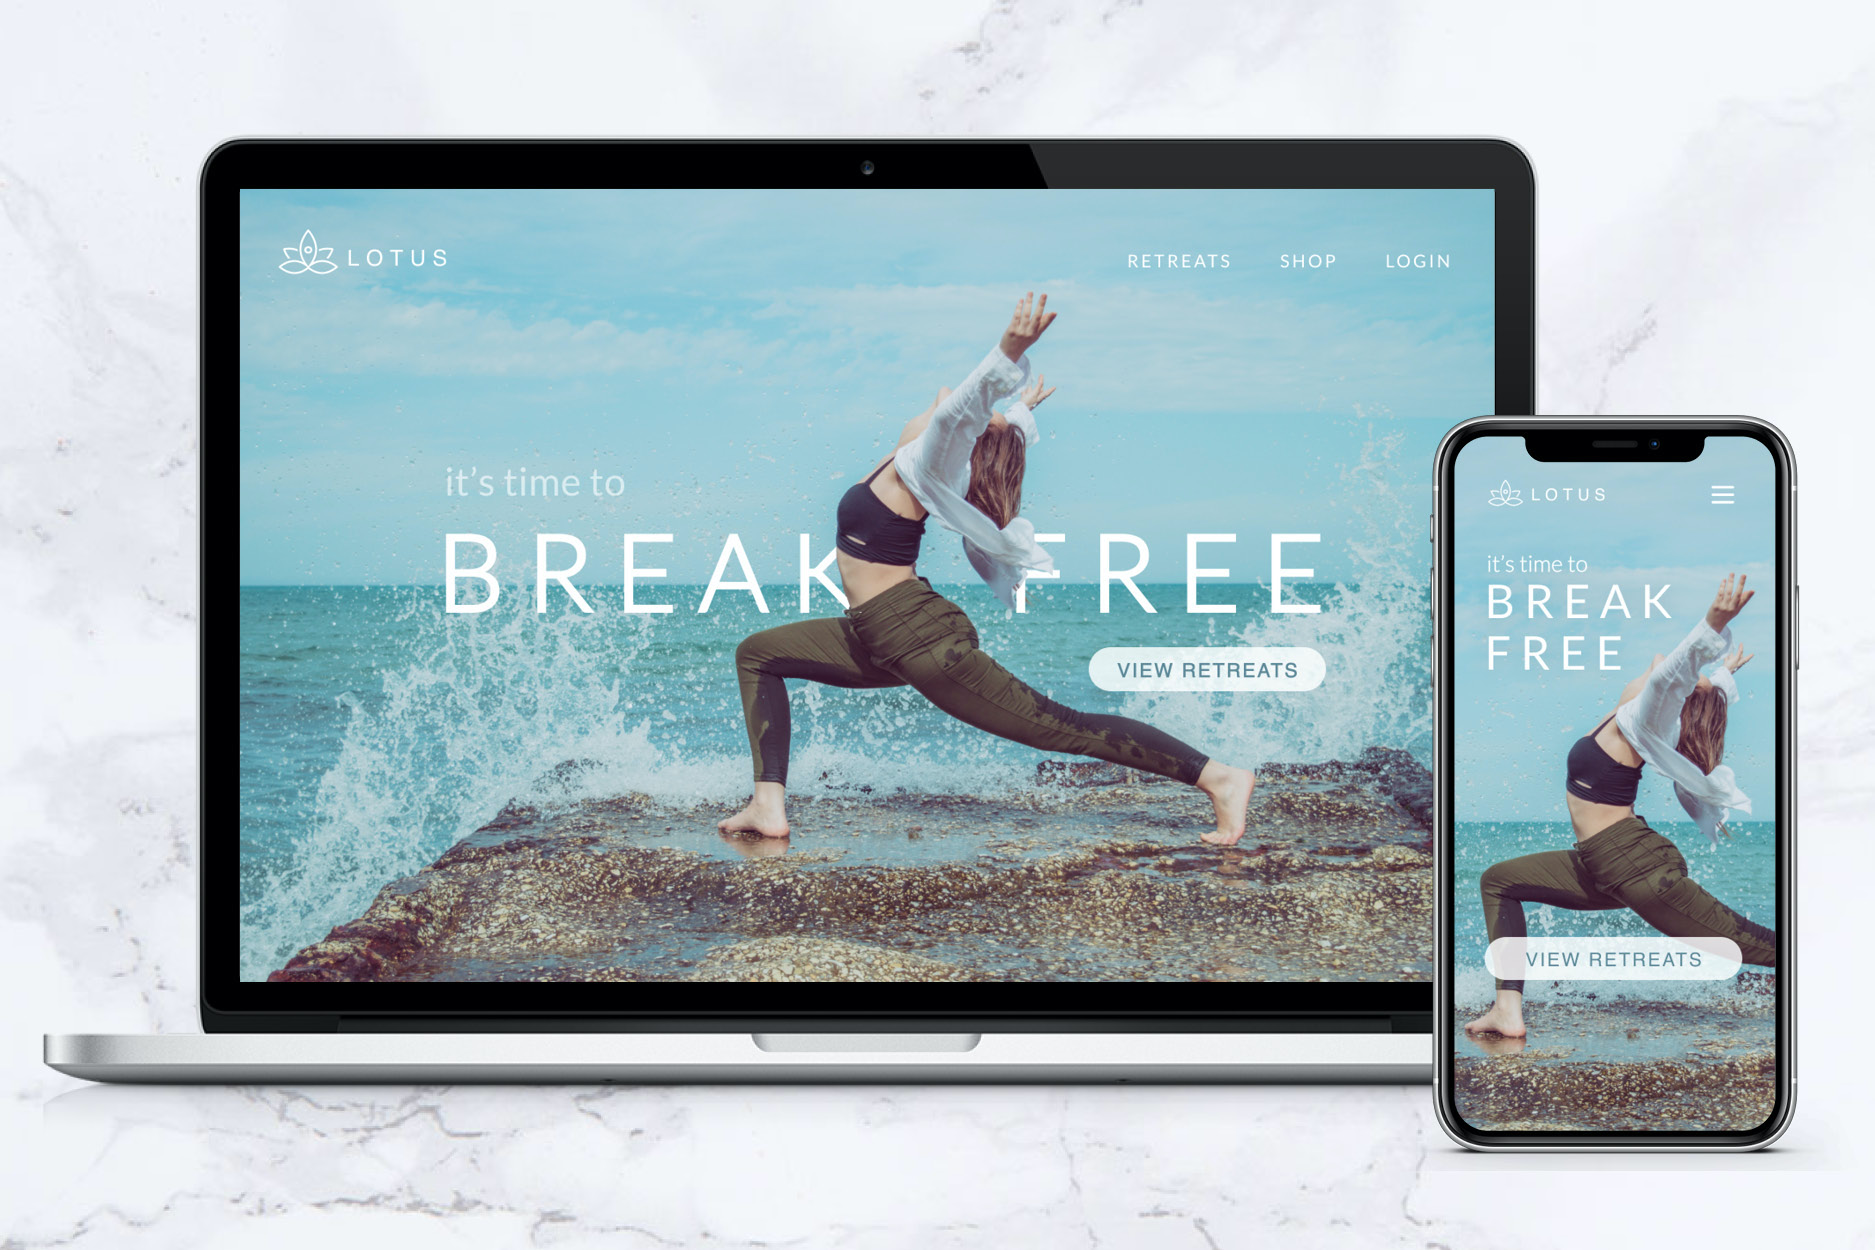 LOTUS
RETREATS SHOP LOGIN
it's time to
BREAK FREE
VIEW RETREATS
LOTUS
it's time to
BREAK
FREE
VIEW RETREATS